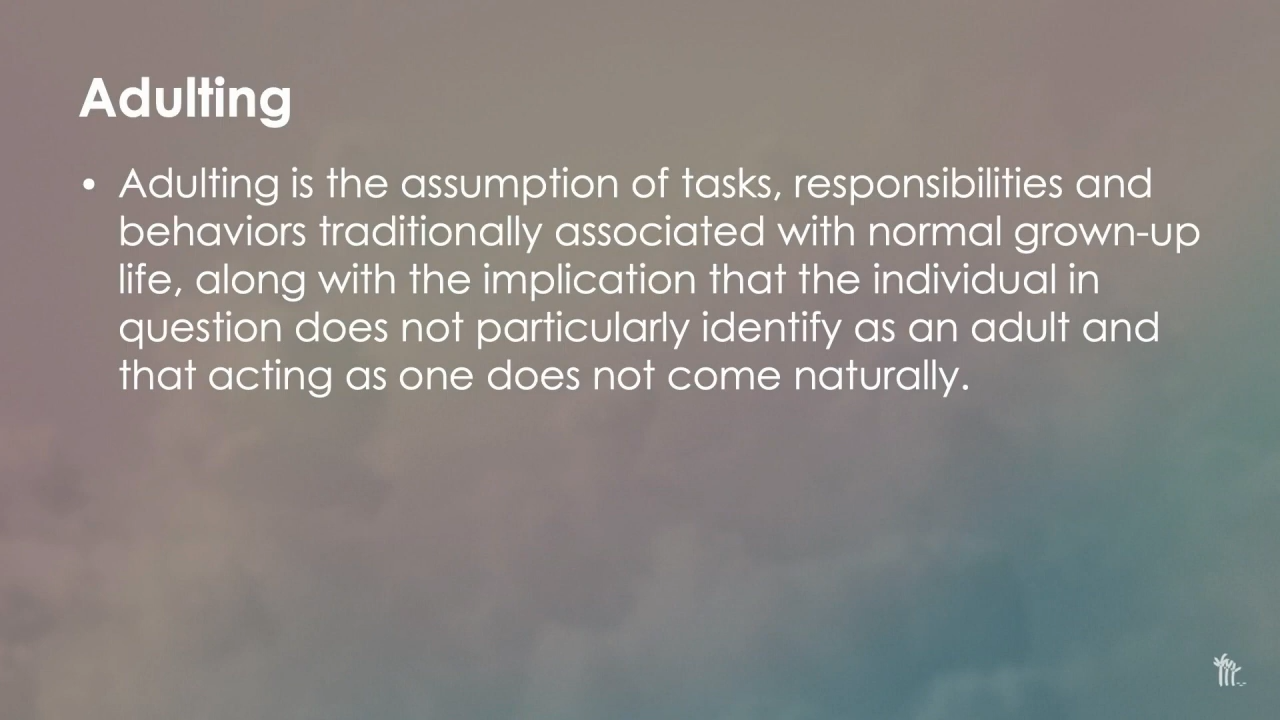 Adulting
• Adulting is the assumption of tasks, responsibilities and
behaviors traditionally associated with normal grown-up
life, along with the implication that the individual in
question does not particularly identify as an adult and
that acting as one does not come naturally.